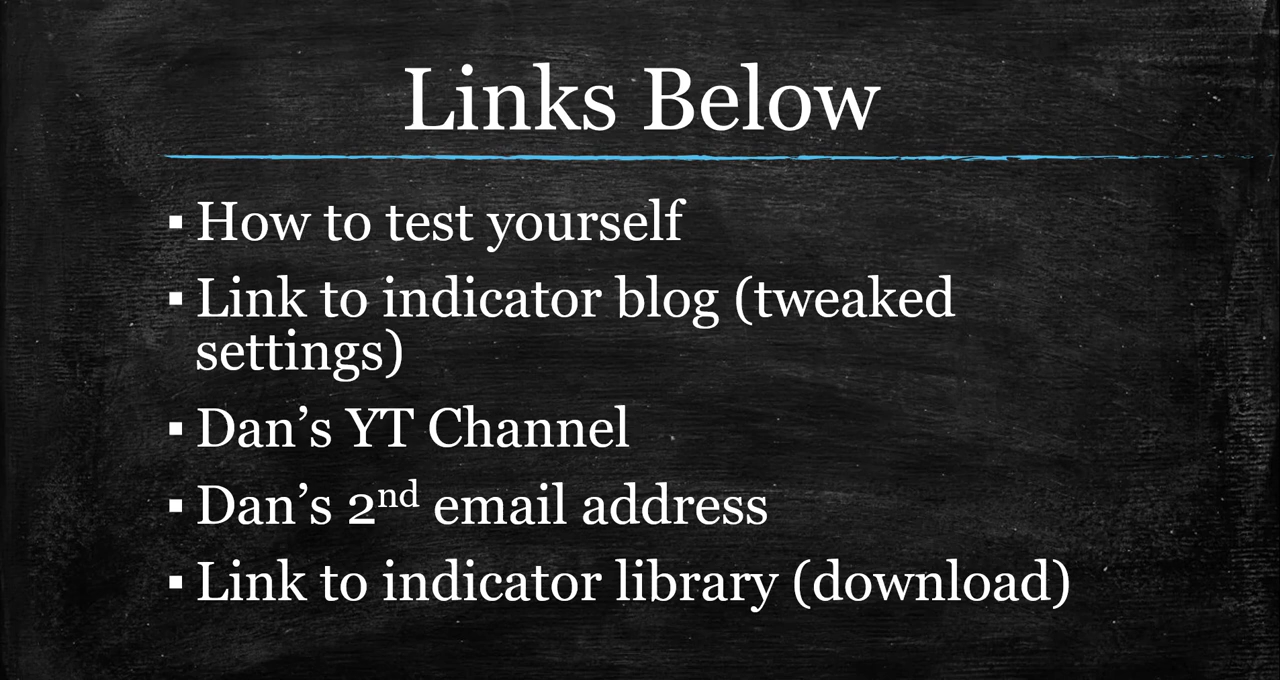 Links Below
▪ How to test yourself
▪ Link to indicator blog (tweaked
settings)
▪ Dan’s YT Channel
▪ Dan’s 2nd email address
▪ Link to indicator library (download)